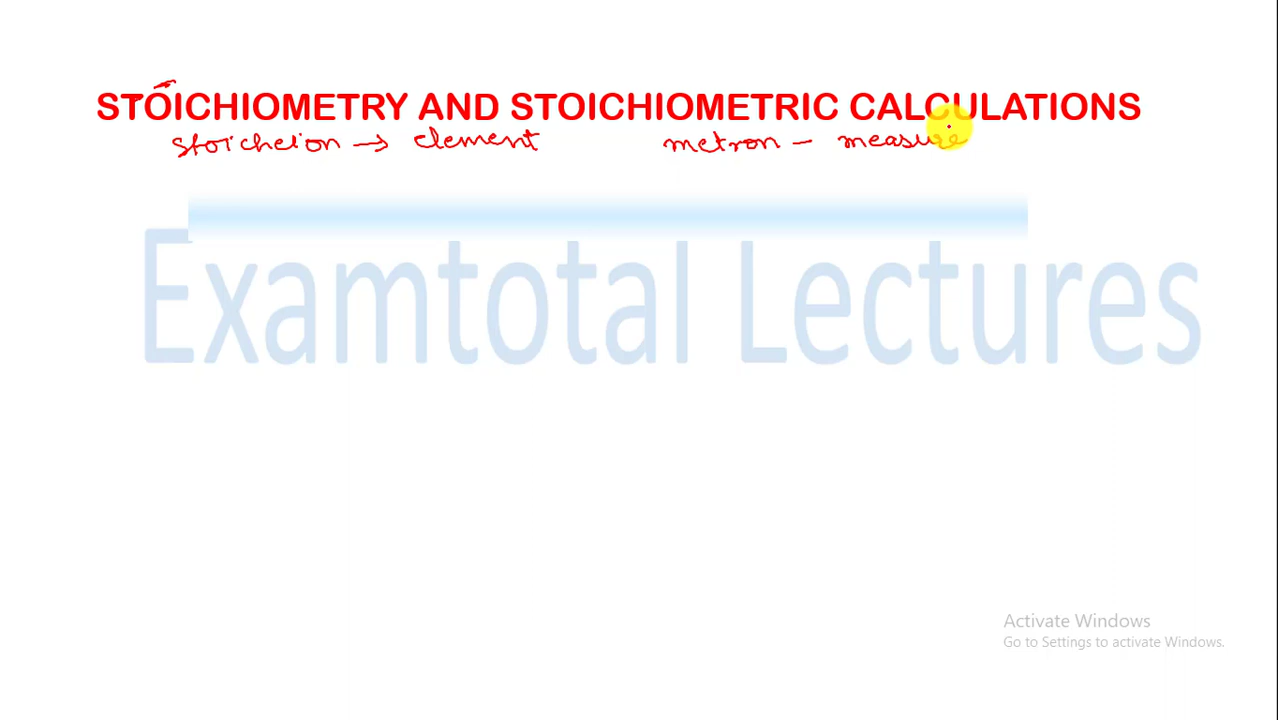 STOICHIOMETRY AND STOICHIOMETRIC CALCULATIONS
stoicheion → element metron - measure
Examtotal Lectures
Activate Windows
Go to Settings to activate Windows.